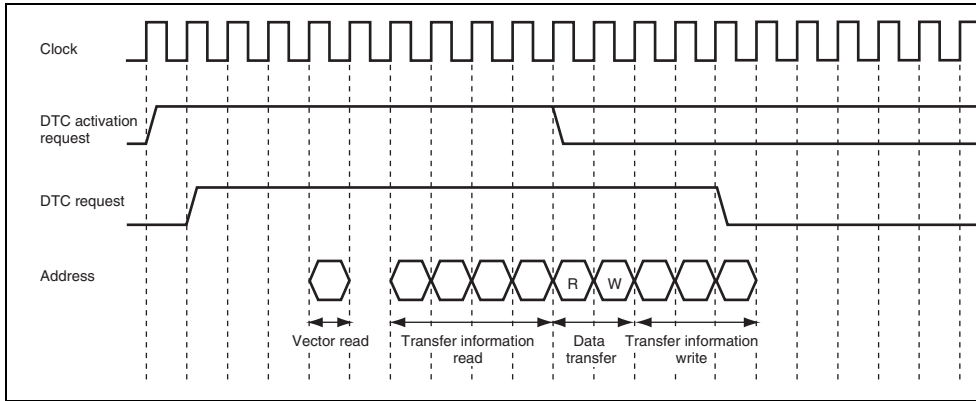 Clock
DTC activation
request
DTC request
Address
R
W
Vector read
Transfer information
read
Data
transfer
Transfer information
write